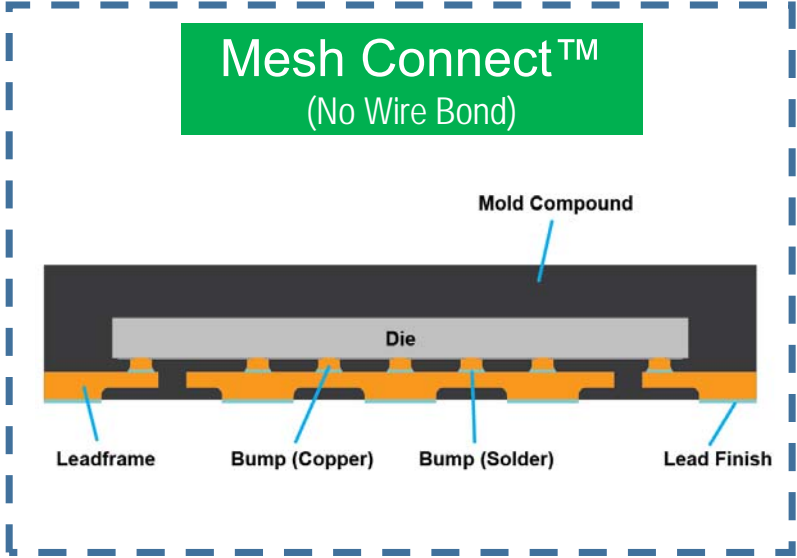 Mesh Connect™
(No Wire Bond)
Mold Compound
Die
Leadframe
Bump (Copper)
Bump (Solder)
Lead Finish